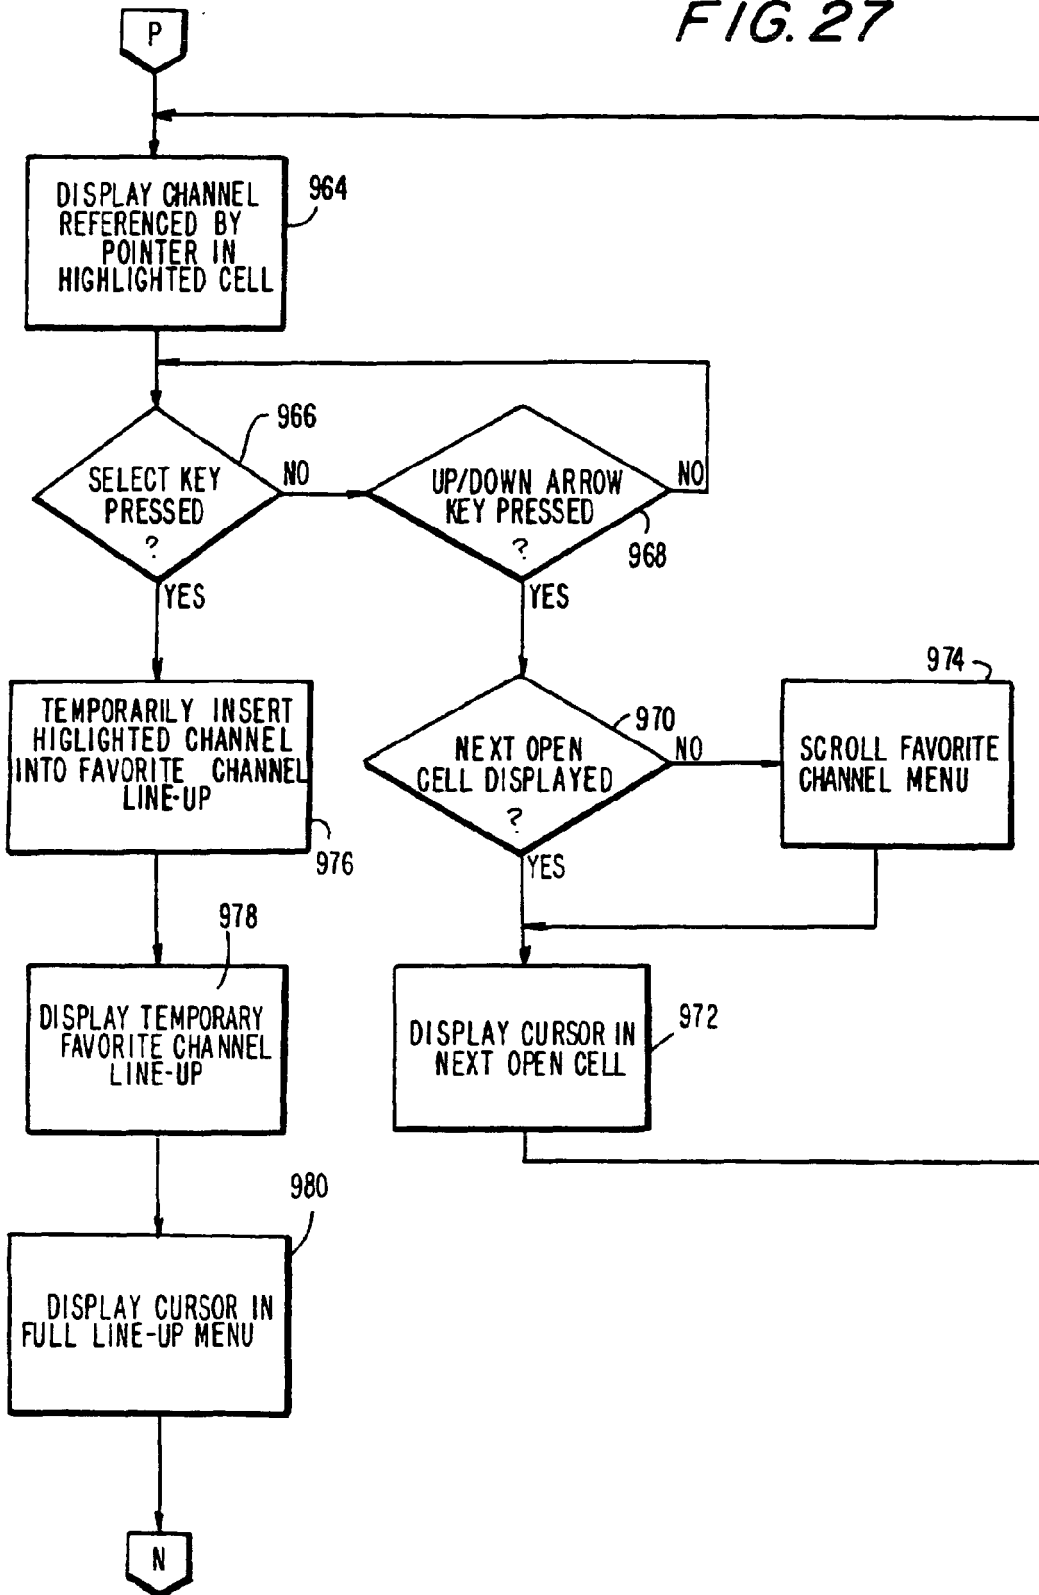 FIG. 27
P
DISPLAY CHANNEL
REFERENCED BY
POINTER IN
HIGHLIGHTED CELL
964
966
SELECT KEY
PRESSED
?
NO
YES
UP/DOWN ARROW
KEY PRESSED
?
NO
968
YES
TEMPORARILY INSERT
HIGLIGHTED CHANNEL
INTO FAVORITE CHANNEL
LINE-UP
976
970
NEXT OPEN
CELL DISPLAYED
?
NO
YES
974
SCROLL FAVORITE
CHANNEL MENU
978
DISPLAY TEMPORARY
FAVORITE CHANNEL
LINE-UP
DISPLAY CURSOR IN
NEXT OPEN CELL
972
980
DISPLAY CURSOR IN
FULL LINE-UP MENU
N